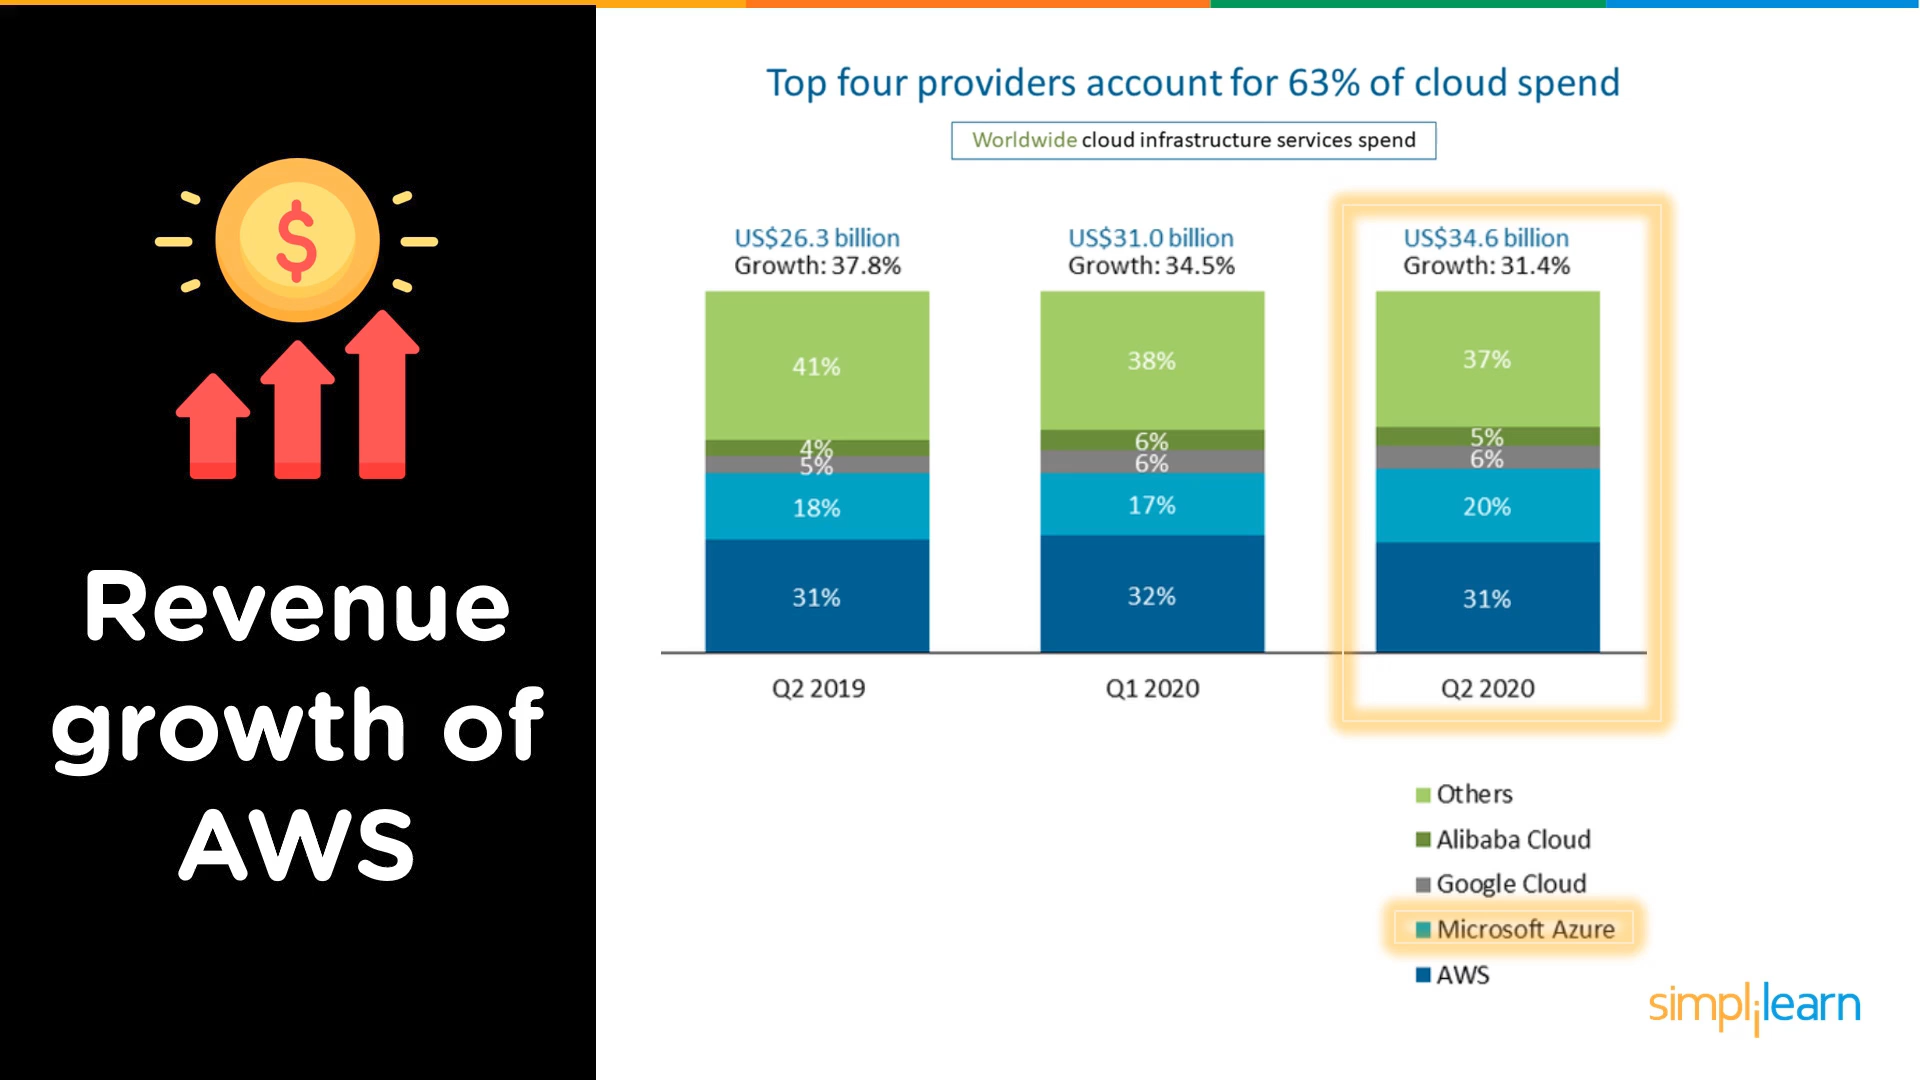 $
Revenue
growth of
AWS
Top four providers account for 63% of cloud spend
Worldwide cloud infrastructure services spend
US$26.3 billion
Growth: 37.8%
US$31.0 billion
Growth: 34.5%
US$34.6 billion
Growth: 31.4%
41%
4%
5%
18%
31%
38%
6%
6%
17%
32%
37%
5%
6%
20%
31%
Q2 2019
Q1 2020
Q2 2020
Others
Alibaba Cloud
Google Cloud
Microsoft Azure
AWS
simplilearn